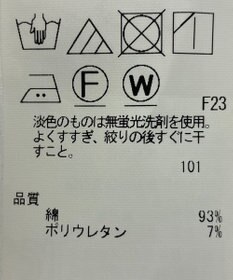 F W
F23
淡色のものは無蛍光洗剤を使用。
よくすすぎ、絞りの後すぐに干
すこと。
101
品質
綿 93%
ポリウレタン 7%